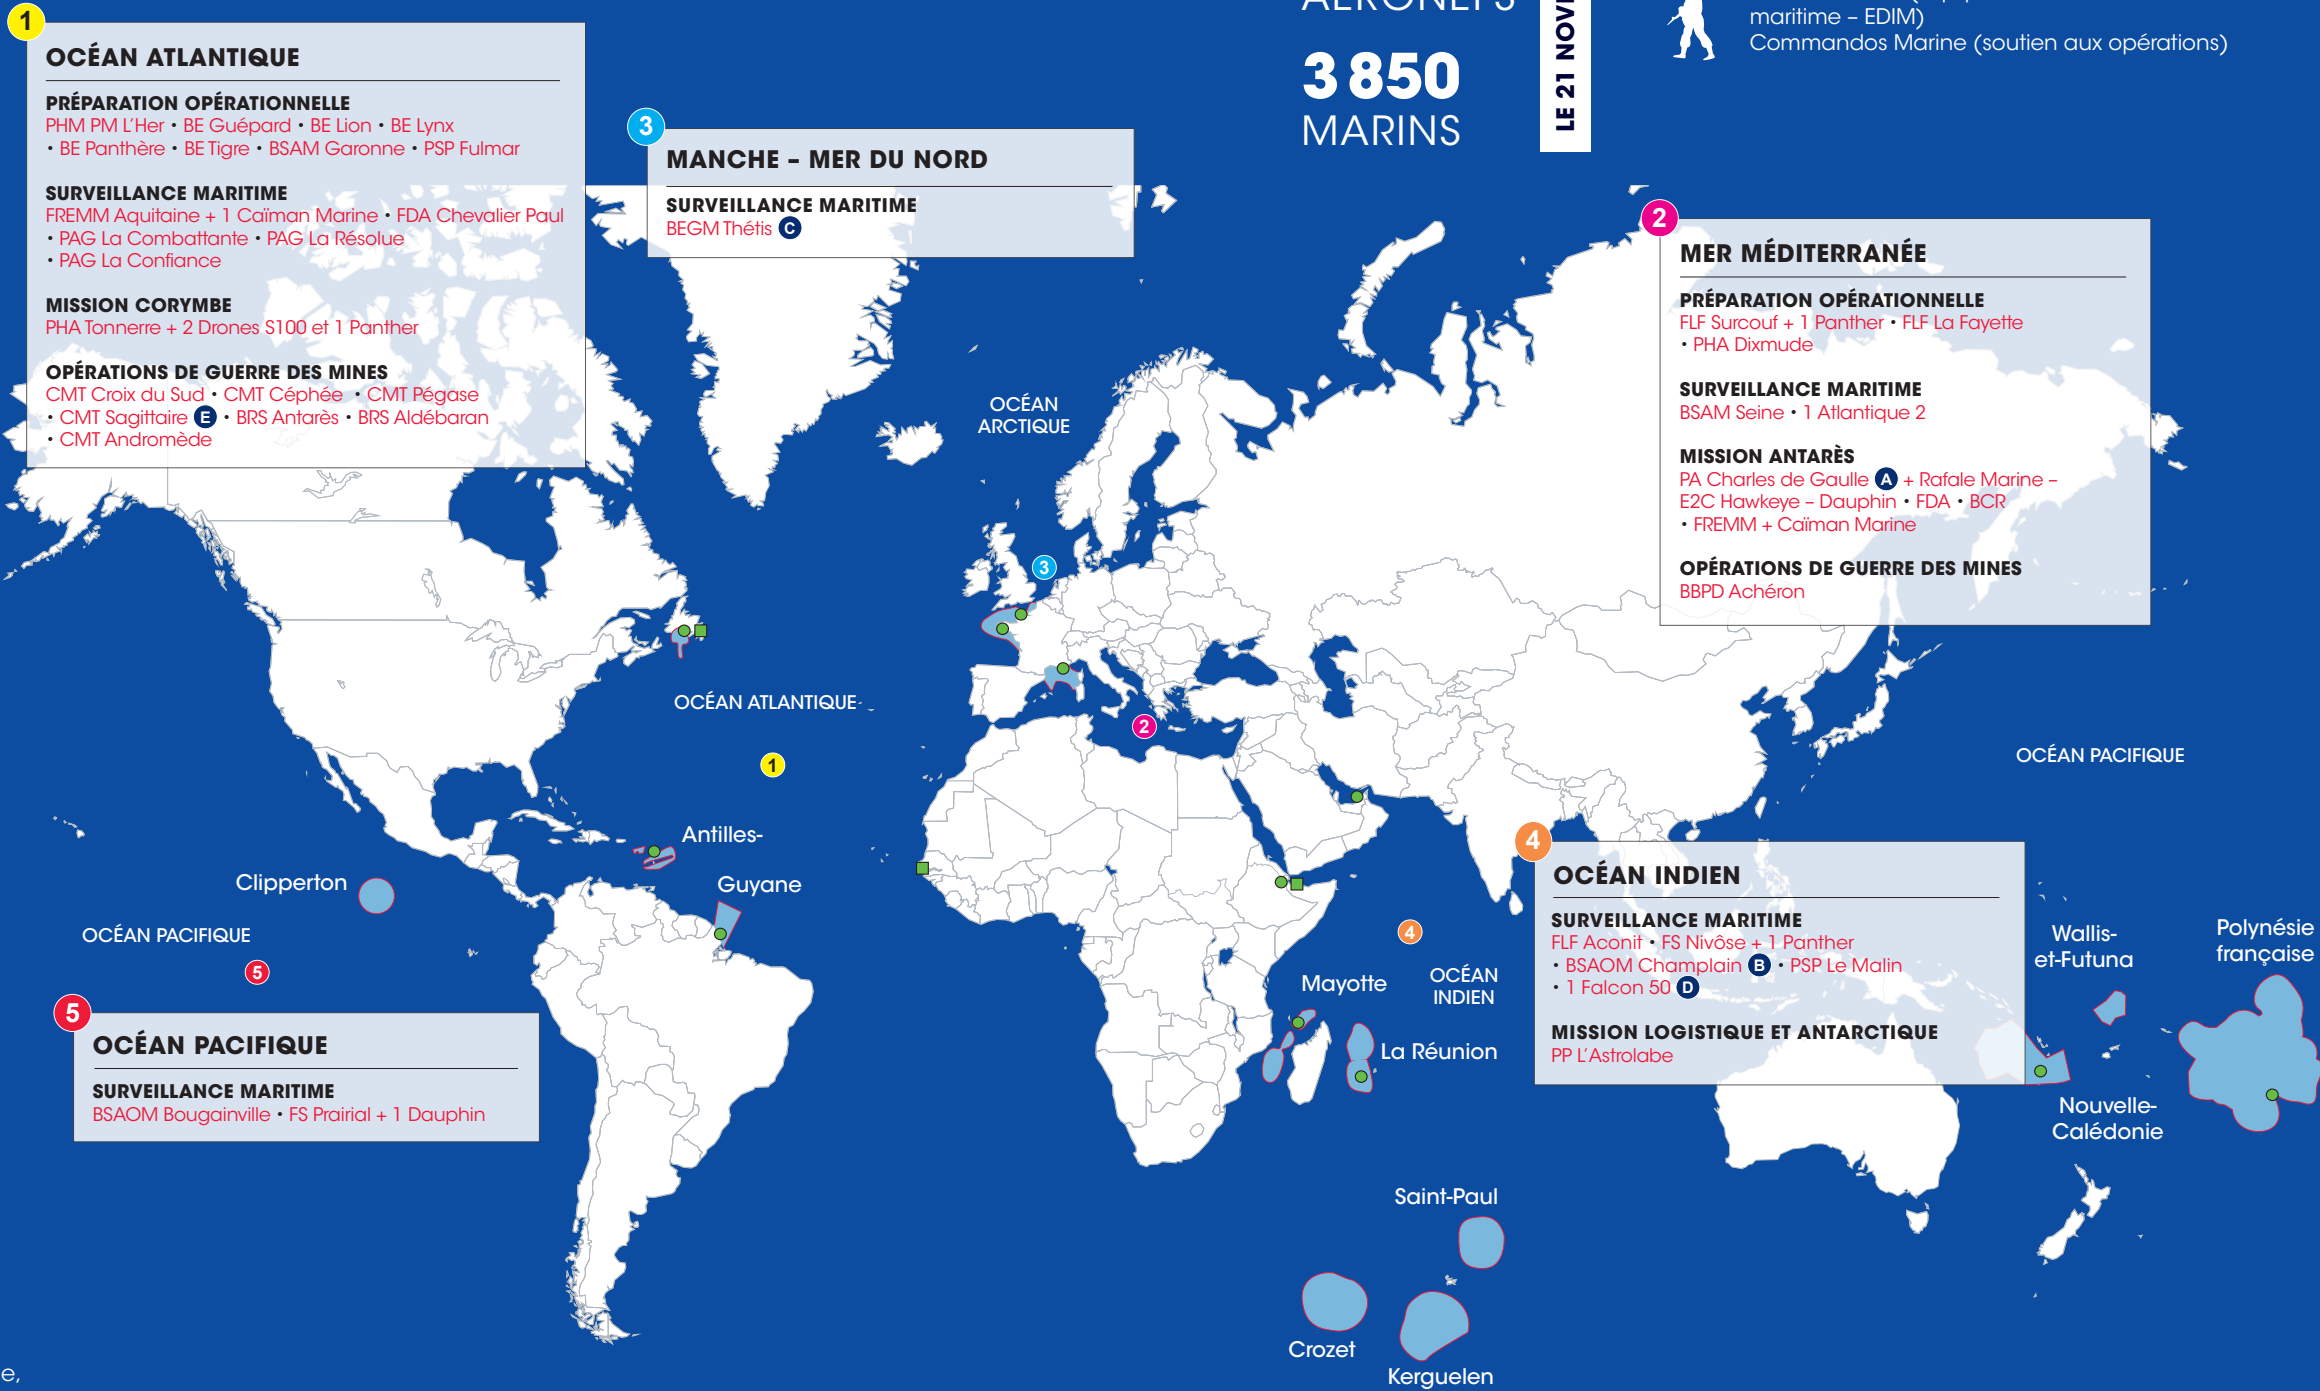 3 850
MARINS
maritime – EDIM)
Commandos Marine (soutien aux opérations)
1
OCÉAN ATLANTIQUE
PRÉPARATION OPÉRATIONNELLE
PHM PM L'Her • BE Guépard • BE Lion • BE Lynx
• BE Panthère • BE Tigre • BSAM Garonne • PSP Fulmar
SURVEILLANCE MARITIME
FREMM Aquitaine + 1 Caïman Marine • FDA Chevalier Paul
• PAG La Combattante • PAG La Résolue
• PAG La Confiance
MISSION CORYMBE
PHA Tonnerre + 2 Drones S100 et 1 Panther
OPÉRATIONS DE GUERRE DES MINES
CMT Croix du Sud • CMT Céphée • CMT Pégase
• CMT Sagittaire E • BRS Antarès • BRS Aldébaran
• CMT Andromède
3
MANCHE – MER DU NORD
SURVEILLANCE MARITIME
BEGM Thétis C
2
MER MÉDITERRANÉE
PRÉPARATION OPÉRATIONNELLE
FLF Surcouf + 1 Panther • FLF La Fayette
• PHA Dixmude
SURVEILLANCE MARITIME
BSAM Seine • 1 Atlantique 2
MISSION ANTARÈS
PA Charles de Gaulle A + Rafale Marine –
E2C Hawkeye – Dauphin • FDA • BCR
• FREMM + Caïman Marine
OPÉRATIONS DE GUERRE DES MINES
BBPD Achéron
OCÉAN
ARCTIQUE
3
OCÉAN ATLANTIQUE
2
1
OCÉAN PACIFIQUE
Antilles-
Guyane
Clipperton
OCÉAN PACIFIQUE
5
5
OCÉAN PACIFIQUE
SURVEILLANCE MARITIME
BSAOM Bougainville • FS Prairial + 1 Dauphin
4
OCÉAN INDIEN
SURVEILLANCE MARITIME
FLF Aconit • FS Nivôse + 1 Panther
• BSAOM Champlain B • PSP Le Malin
• 1 Falcon 50 D
MISSION LOGISTIQUE ET ANTARCTIQUE
PP L'Astrolabe
4
OCÉAN
INDIEN
Mayotte
La Réunion
Wallis-
et-Futuna
Polynésie
française
Nouvelle-
Calédonie
Saint-Paul
Crozet
Kerguelen
e,
LE 21